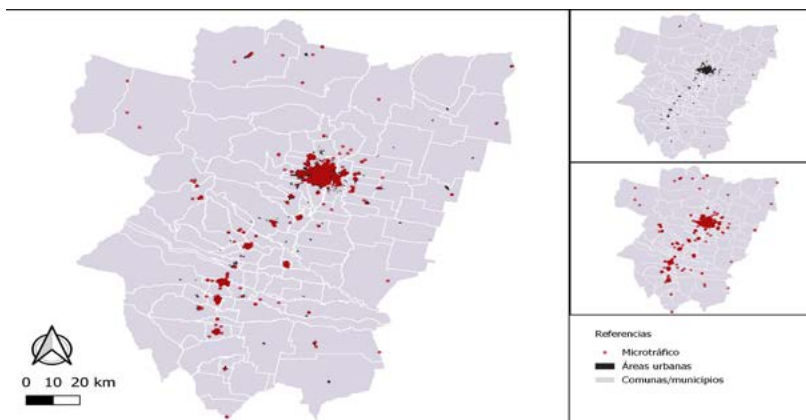 0 10 20 km
Referencias
Microtráfico
Áreas urbanas
Comunas/municipios